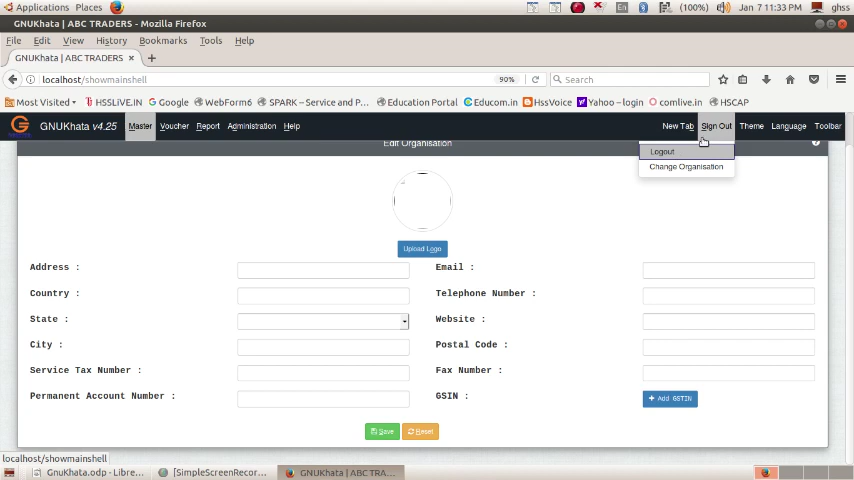 Applications Places En (100%) Jan 7 11:33 PM ghss
GNUKhata | ABC TRADERS - Mozilla Firefox
File Edit View History Bookmarks Tools Help
GNUKhata | ABC TRADERS × +
localhost/showmainshell 90% Search
Most Visited HSSLiVE.IN Google WebForm6 SPARK – Service and P... Education Portal Educom.in HssVoice Yahoo – login comlive.in HSCAP
GNUKhata v4.25 Master Voucher Report Administration Help New Tab Sign Out Theme Language Toolbar
Edit Organisation
Logout
Change Organisation
Upload Logo
Address : Email :
Country : Telephone Number :
State : Website :
City : Postal Code :
Service Tax Number : Fax Number :
Permanent Account Number : GSIN : + Add GSTIN
Save Reset
localhost/showmainshell
GnuKhata.odp - Libre... [SimpleScreenRecor... GNUKhata | ABC TRA...